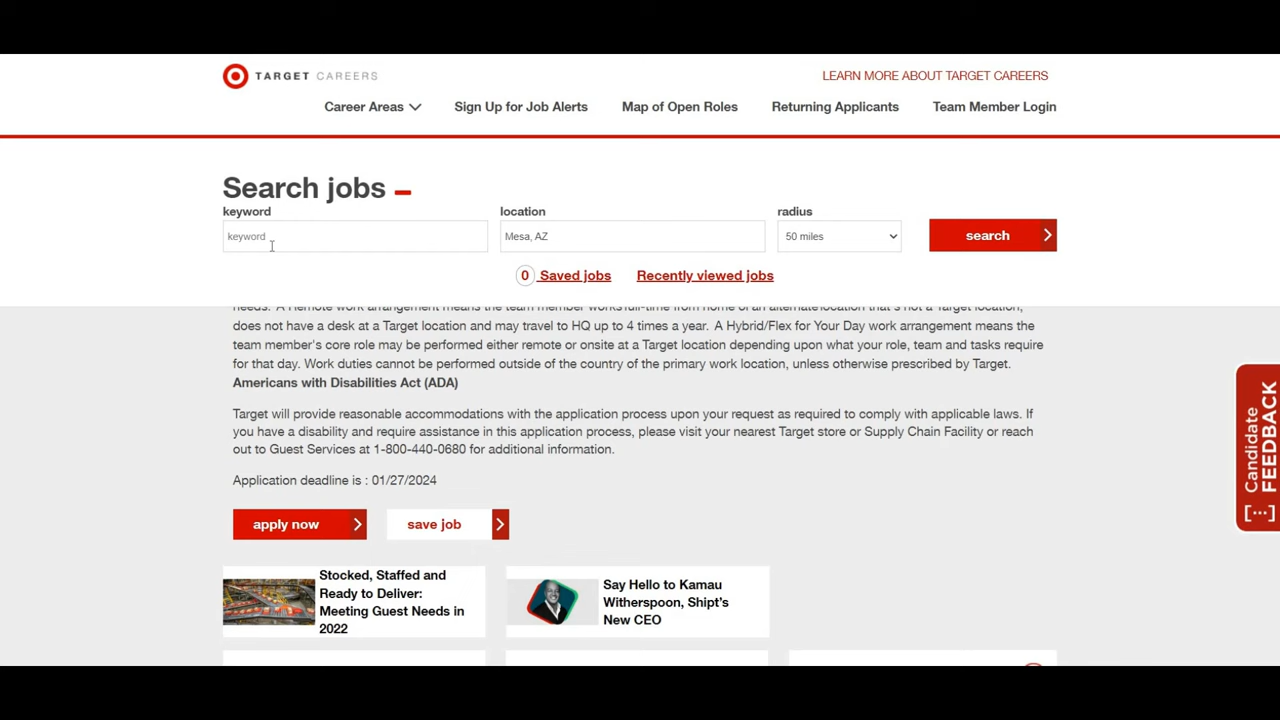 TARGET CAREERS
LEARN MORE ABOUT TARGET CAREERS
Career Areas
Sign Up for Job Alerts
Map of Open Roles
Returning Applicants
Team Member Login
Search jobs
keyword
location
radius
keyword
Mesa, AZ
50 miles
search
0 Saved jobs
Recently viewed jobs
needs. A Remote work arrangement means the team member works full-time from home or an alternate location that's not a Target location,
does not have a desk at a Target location and may travel to HQ up to 4 times a year. A Hybrid/Flex for Your Day work arrangement means the
team member's core role may be performed either remote or onsite at a Target location depending upon what your role, team and tasks require
for that day. Work duties cannot be performed outside of the country of the primary work location, unless otherwise prescribed by Target.
Americans with Disabilities Act (ADA)
Target will provide reasonable accommodations with the application process upon your request as required to comply with applicable laws. If
you have a disability and require assistance in this application process, please visit your nearest Target store or Supply Chain Facility or reach
out to Guest Services at 1-800-440-0680 for additional information.
Application deadline is : 01/27/2024
apply now
save job
Stocked, Staffed and
Ready to Deliver:
Meeting Guest Needs in
2022
Say Hello to Kamau
Witherspoon, Shipt's
New CEO
Candidate
FEEDBACK